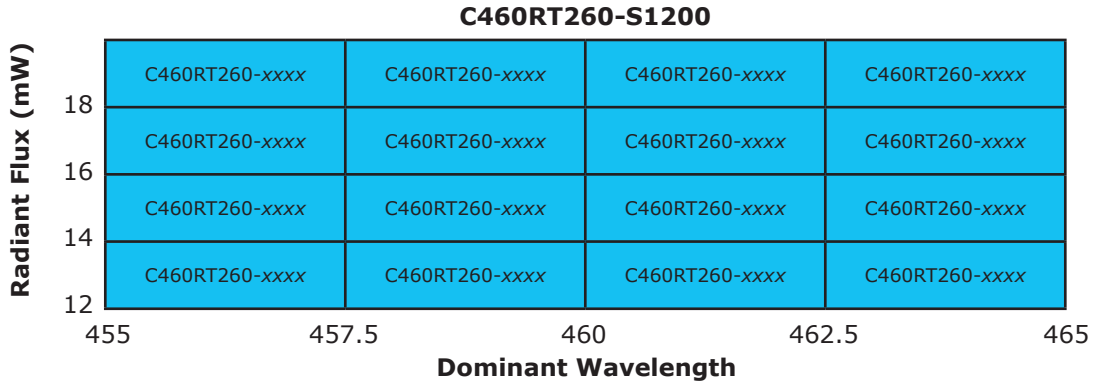 C460RT260-S1200
Radiant Flux (mW)
C460RT260-xxxx C460RT260-xxxx C460RT260-xxxx C460RT260-xxxx
18
C460RT260-xxxx C460RT260-xxxx C460RT260-xxxx C460RT260-xxxx
16
C460RT260-xxxx C460RT260-xxxx C460RT260-xxxx C460RT260-xxxx
14
C460RT260-xxxx C460RT260-xxxx C460RT260-xxxx C460RT260-xxxx
12
455 457.5 460 462.5 465
Dominant Wavelength